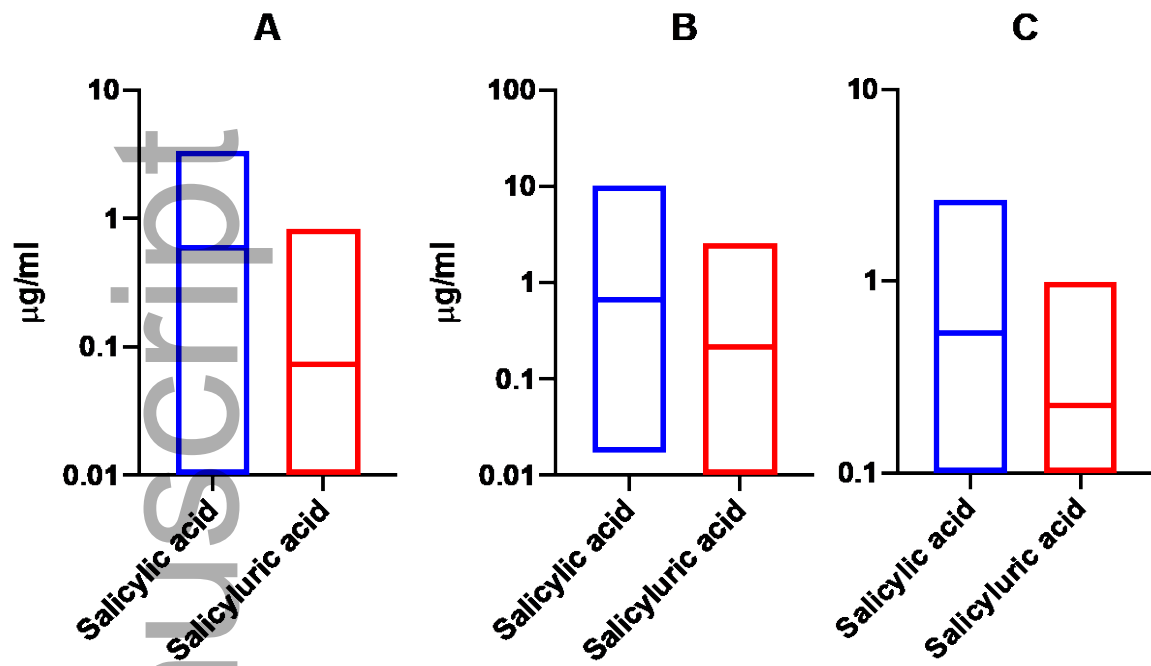 A
B
C
µg/ml
10
1
0.1
0.01
Salicylic acid
Salicyluric acid
µg/ml
100
10
1
0.1
0.01
Salicylic acid
Salicyluric acid
10
1
0.1
Salicylic acid
Salicyluric acid
uscript